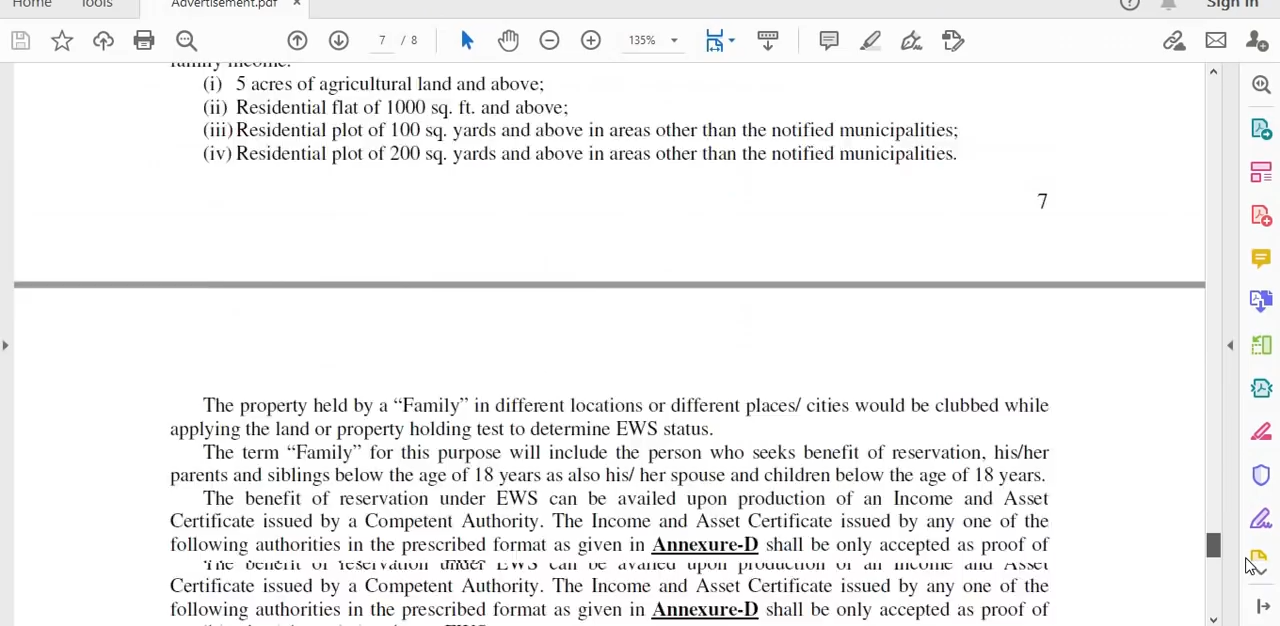 Home Tools Advertisement.pdf × Sign In
7 / 8 135%
family income.
(i) 5 acres of agricultural land and above;
(ii) Residential flat of 1000 sq. ft. and above;
(iii) Residential plot of 100 sq. yards and above in areas other than the notified municipalities;
(iv) Residential plot of 200 sq. yards and above in areas other than the notified municipalities.
7
The property held by a “Family” in different locations or different places/ cities would be clubbed while
applying the land or property holding test to determine EWS status.
The term “Family” for this purpose will include the person who seeks benefit of reservation, his/her
parents and siblings below the age of 18 years as also his/ her spouse and children below the age of 18 years.
The benefit of reservation under EWS can be availed upon production of an Income and Asset
Certificate issued by a Competent Authority. The Income and Asset Certificate issued by any one of the
following authorities in the prescribed format as given in Annexure-D shall be only accepted as proof of
The benefit of reservation under EWS can be availed upon production of an Income and Asset
Certificate issued by a Competent Authority. The Income and Asset Certificate issued by any one of the
following authorities in the prescribed format as given in Annexure-D shall be only accepted as proof of